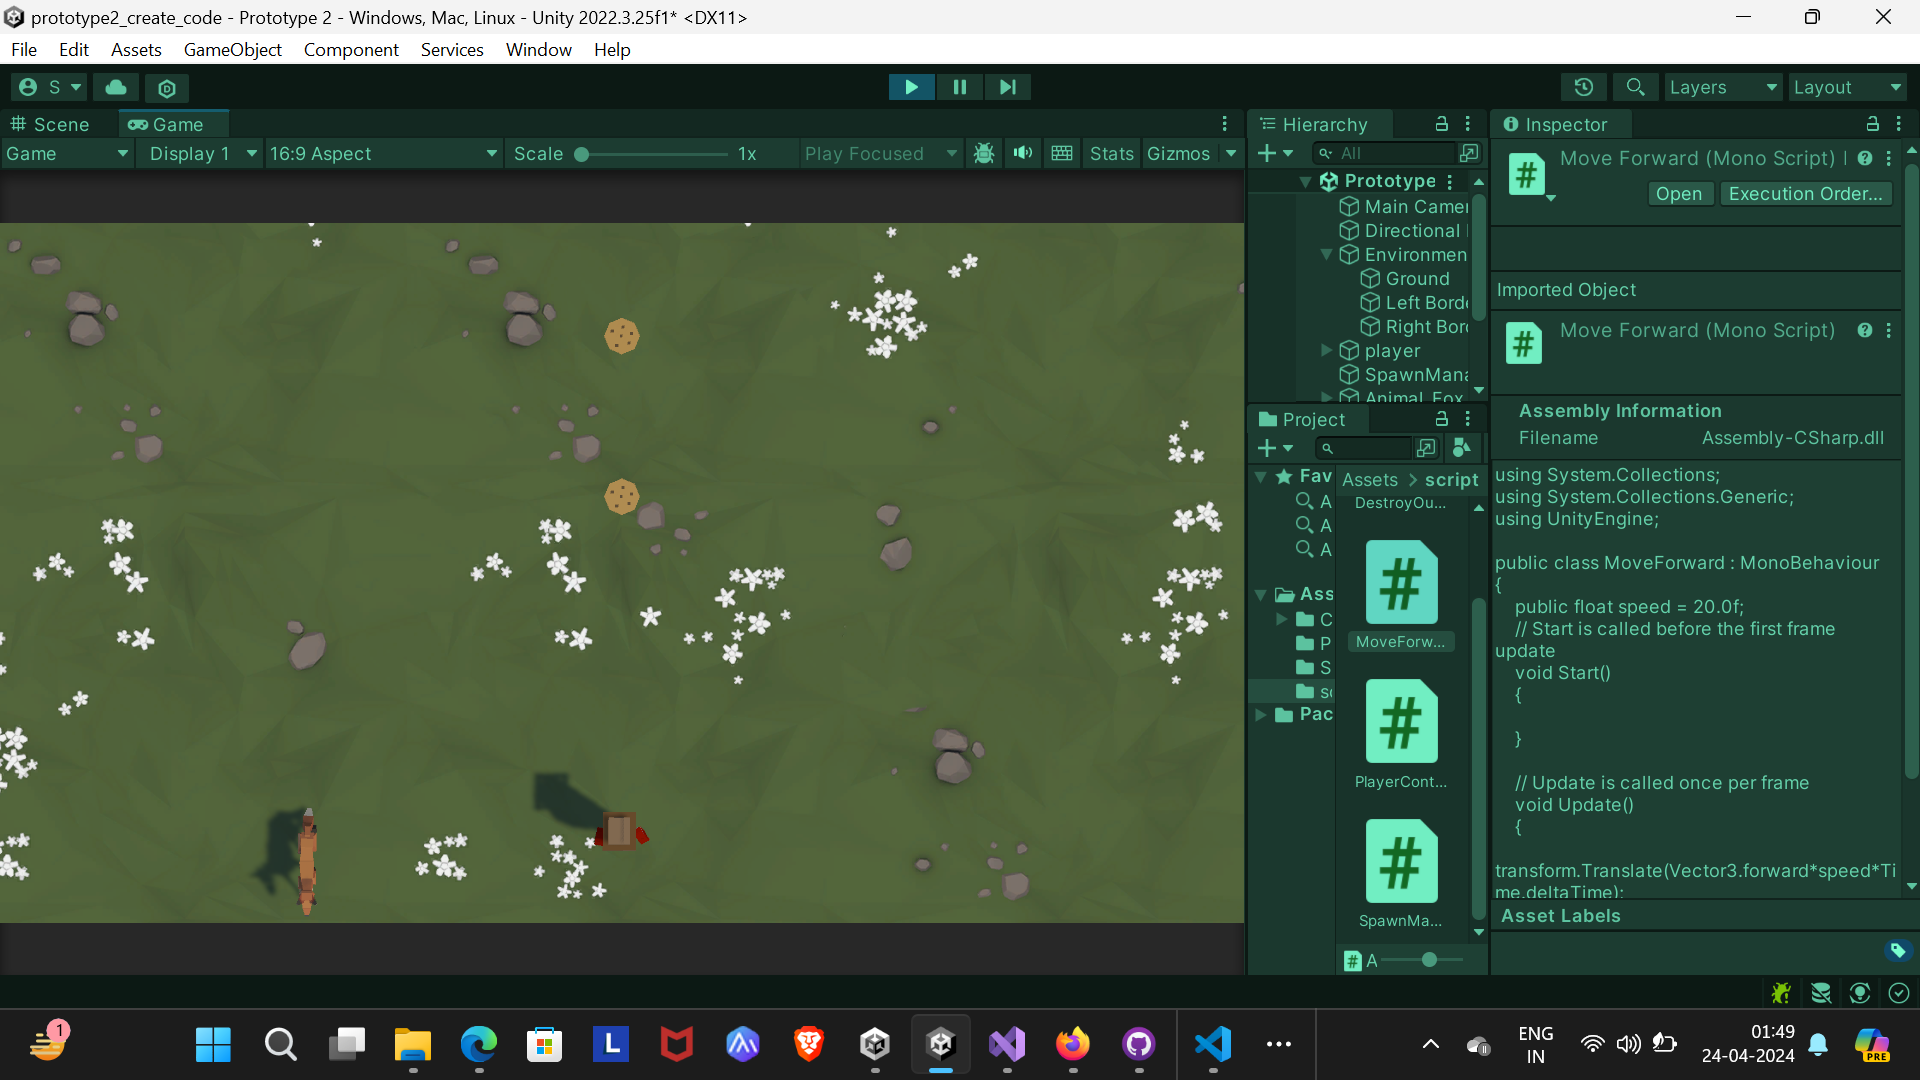 prototype2_create_code - Prototype 2 - Windows, Mac, Linux - Unity 2022.3.25f1* <DX11>
File Edit Assets GameObject Component Services Window Help
S Layers Layout
Scene Game
Game Display 1 16:9 Aspect Scale 1x Play Focused Stats Gizmos
Hierarchy
All
Prototype
Main Camer
Directional
Environmen
Ground
Left Borde
Right Bord
player
SpawnMana
Animal_Fox
Project
Fav
A
A
A
Ass
C
P
S
sc
Pac
Assets > script
DestroyOu...
MoveForw...
PlayerCont...
SpawnMa...
A
Inspector
Move Forward (Mono Script) I
Open Execution Order...
Imported Object
Move Forward (Mono Script)
Assembly Information
Filename Assembly-CSharp.dll
using System.Collections;
using System.Collections.Generic;
using UnityEngine;
public class MoveForward : MonoBehaviour
{
public float speed = 20.0f;
// Start is called before the first frame
update
void Start()
{
}
// Update is called once per frame
void Update()
{
transform.Translate(Vector3.forward*speed*Ti
me.deltaTime);
Asset Labels
1
L
ENG
IN
01:49
24-04-2024
PRE